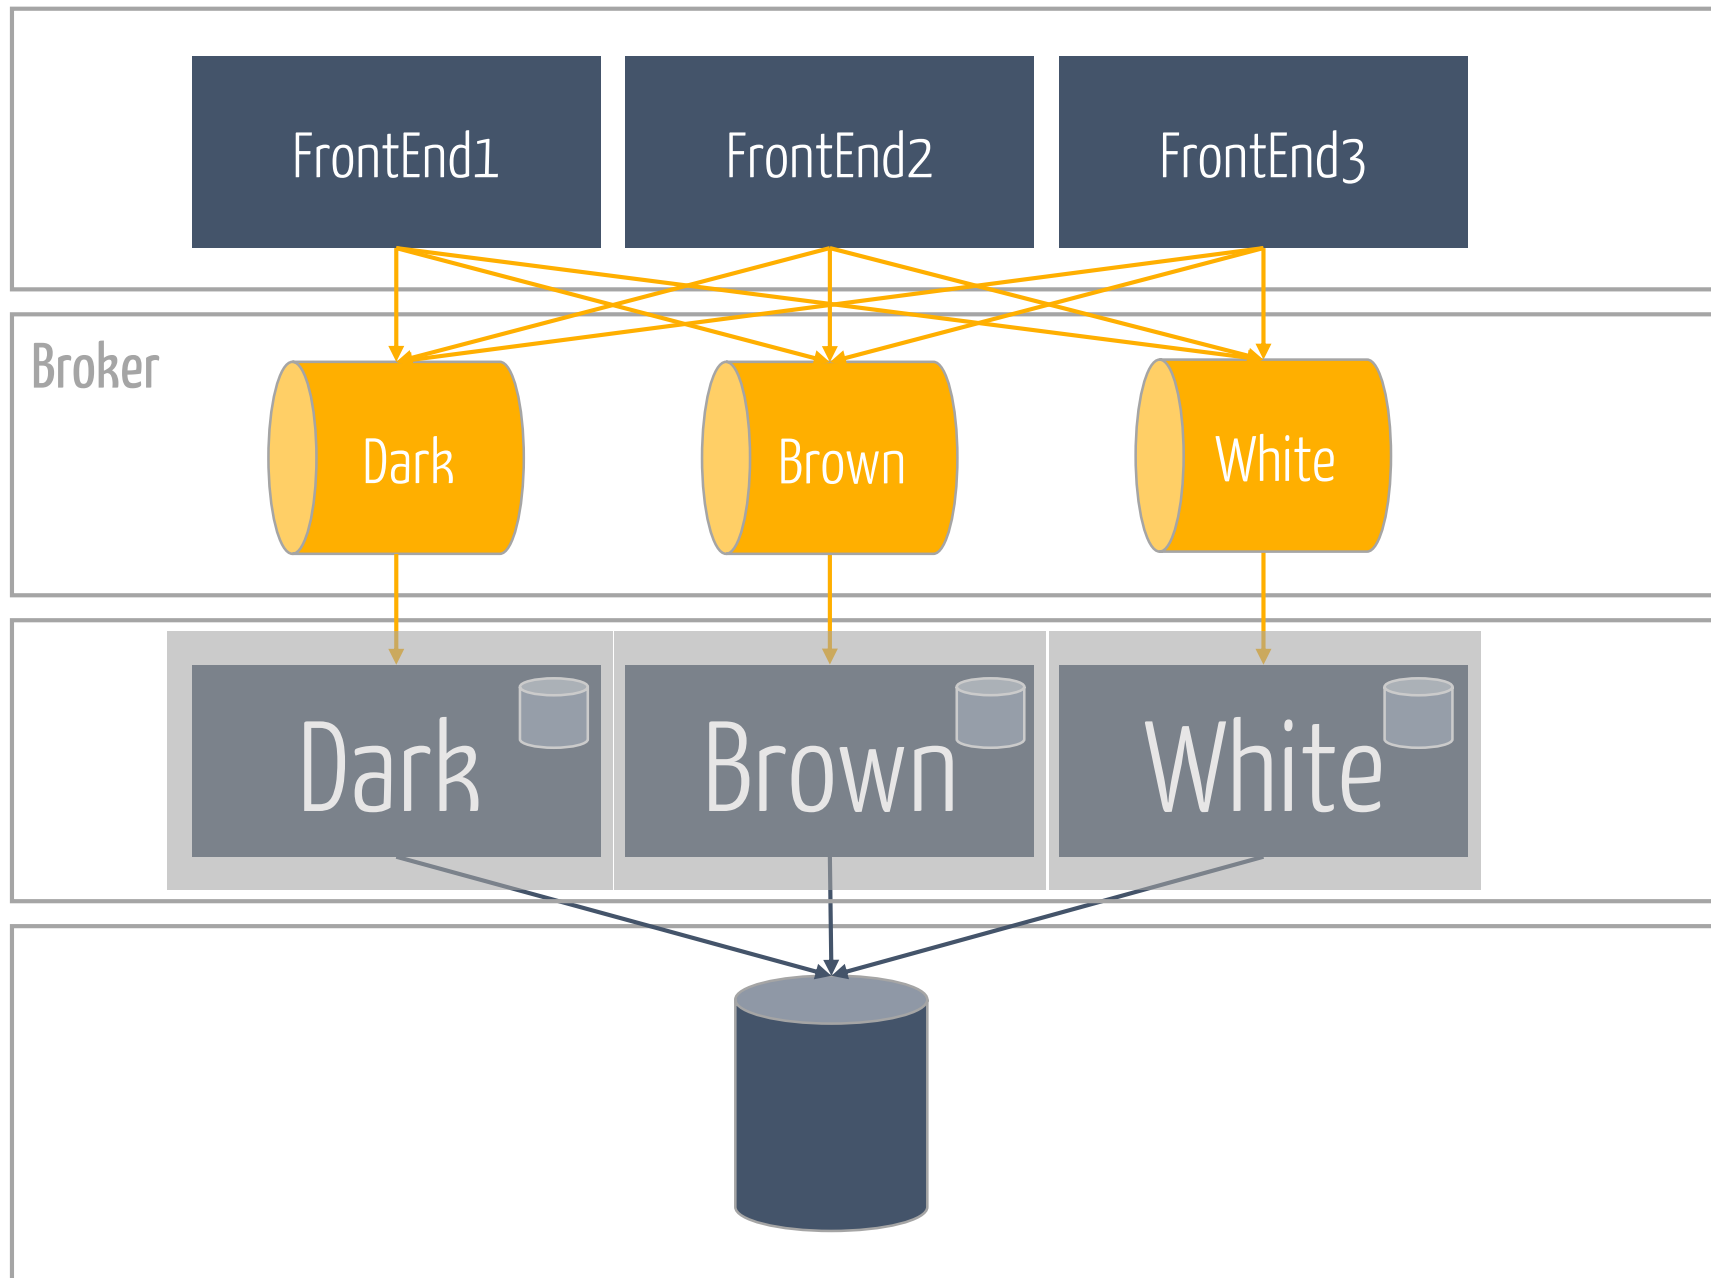 FrontEnd1
FrontEnd2
FrontEnd3
Broker
Dark
Brown
White
Dark
Brown
White